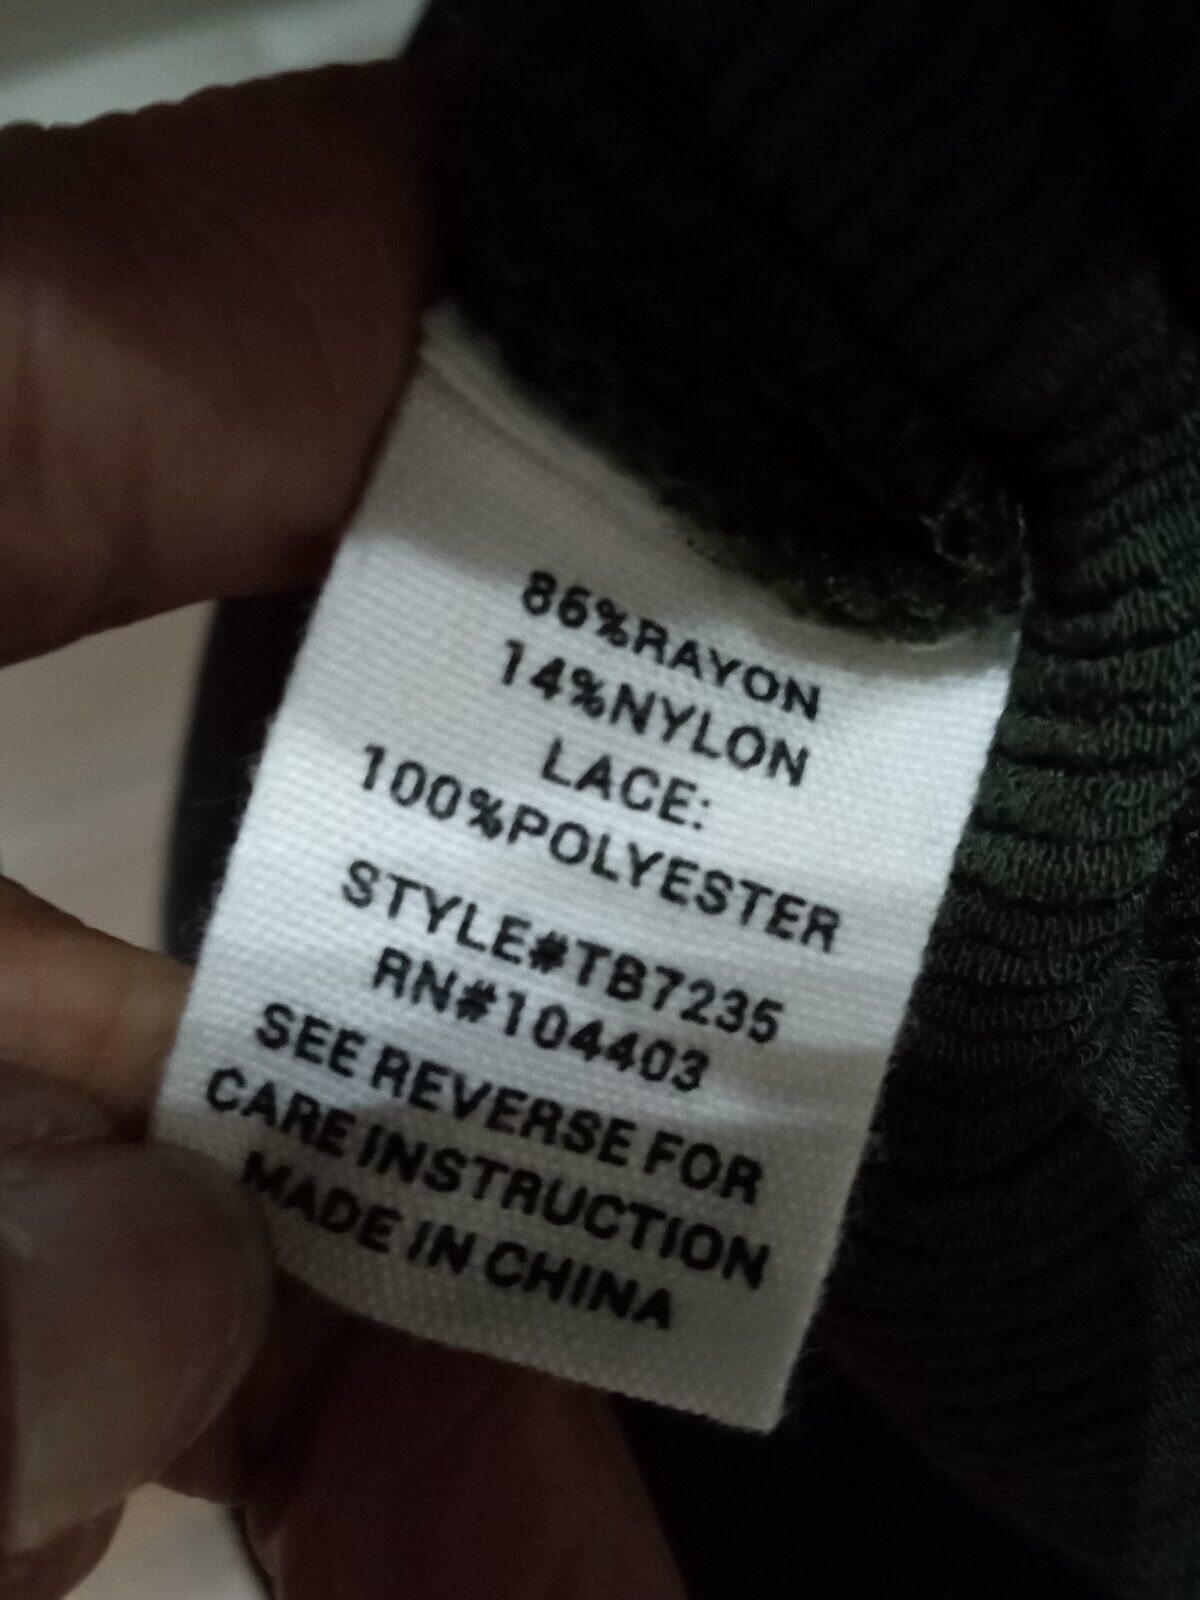 86%RAYON
14%NYLON
LACE:
100%POLYESTER
STYLE#TB7235
RN#104403
SEE REVERSE FOR
CARE INSTRUCTION
MADE IN CHINA